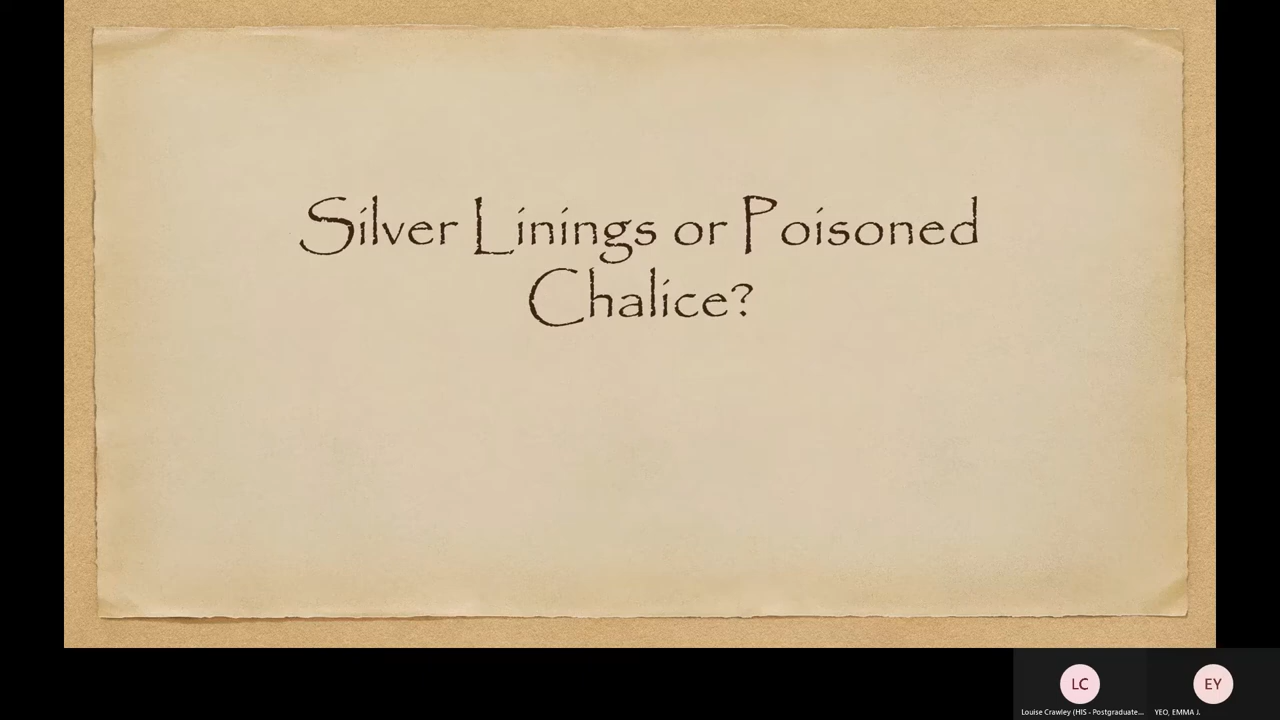 Silver Linings or Poisoned
Chalice?
LC
EY
Louise Crawley (HIS - Postgraduate...
YEO, EMMA J.